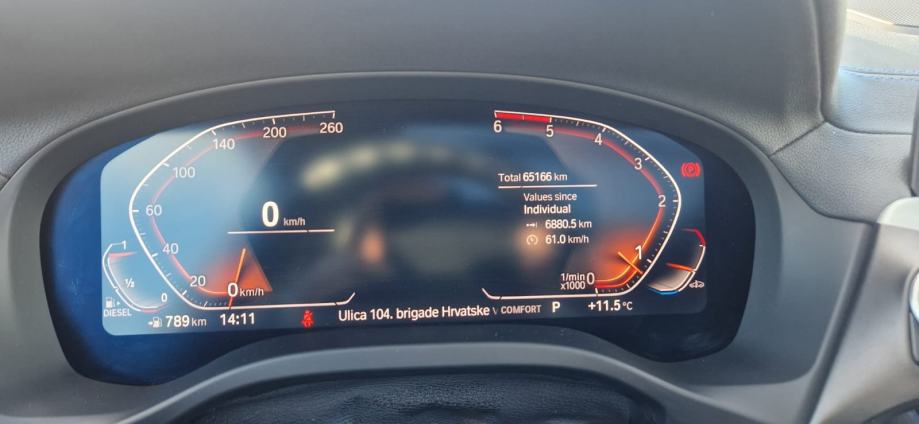 260
200
140
100
60
40
20
0 km/h
0 km/h
6
5
4
3
2
1
0
1/min
x1000
Total 65166 km
Values since
Individual
6880.5 km
61.0 km/h
(P)
1
½
0
DIESEL
789 km
14:11
Ulica 104. brigade Hrvatske v
COMFORT
P
+11.5 °C